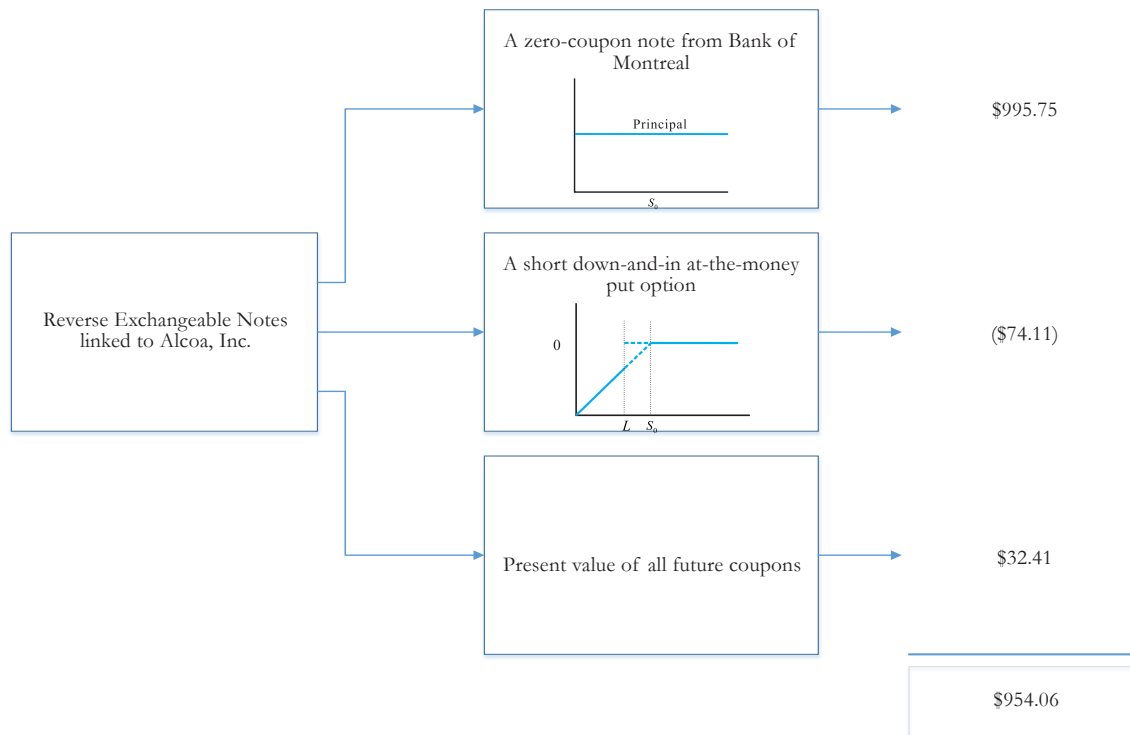 A zero-coupon note from Bank of
Montreal
Principal
S₀
$995.75
Reverse Exchangeable Notes
linked to Alcoa, Inc.
A short down-and-in at-the-money
put option
0
L S₀
($74.11)
Present value of all future coupons
$32.41
$954.06